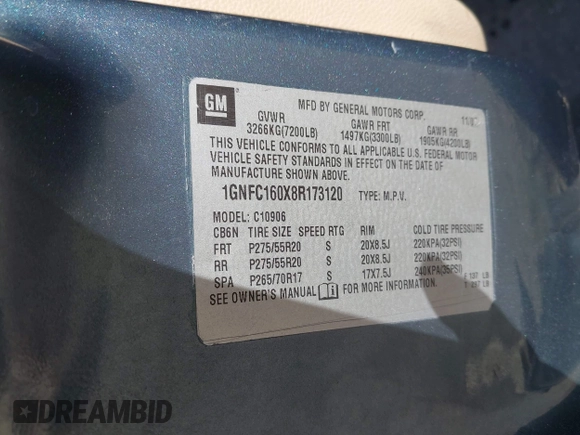 GM
MFD BY GENERAL MOTORS CORP.
GVWR GAWR FRT GAWR RR
3266KG(7200LB) 1497KG(3300LB) 1905KG(4200LB)
THIS VEHICLE CONFORMS TO ALL APPLICABLE U.S. FEDERAL MOTOR
VEHICLE SAFETY STANDARDS IN EFFECT ON THE DATE OF
MANUFACTURE SHOWN ABOVE.
1GNFC160X8R173120 TYPE: M.P.V.
MODEL: C10906
CB6N TIRE SIZE SPEED RTG RIM COLD TIRE PRESSURE
FRT P275/55R20 S 20X8.5J 220KPA(32PSI)
RR P275/55R20 S 20X8.5J 220KPA(32PSI)
SPA P265/70R17 S 17X7.5J 240KPA(35PSI)
SEE OWNER'S MANUAL FOR MORE INFORMATION.
DREAMBID